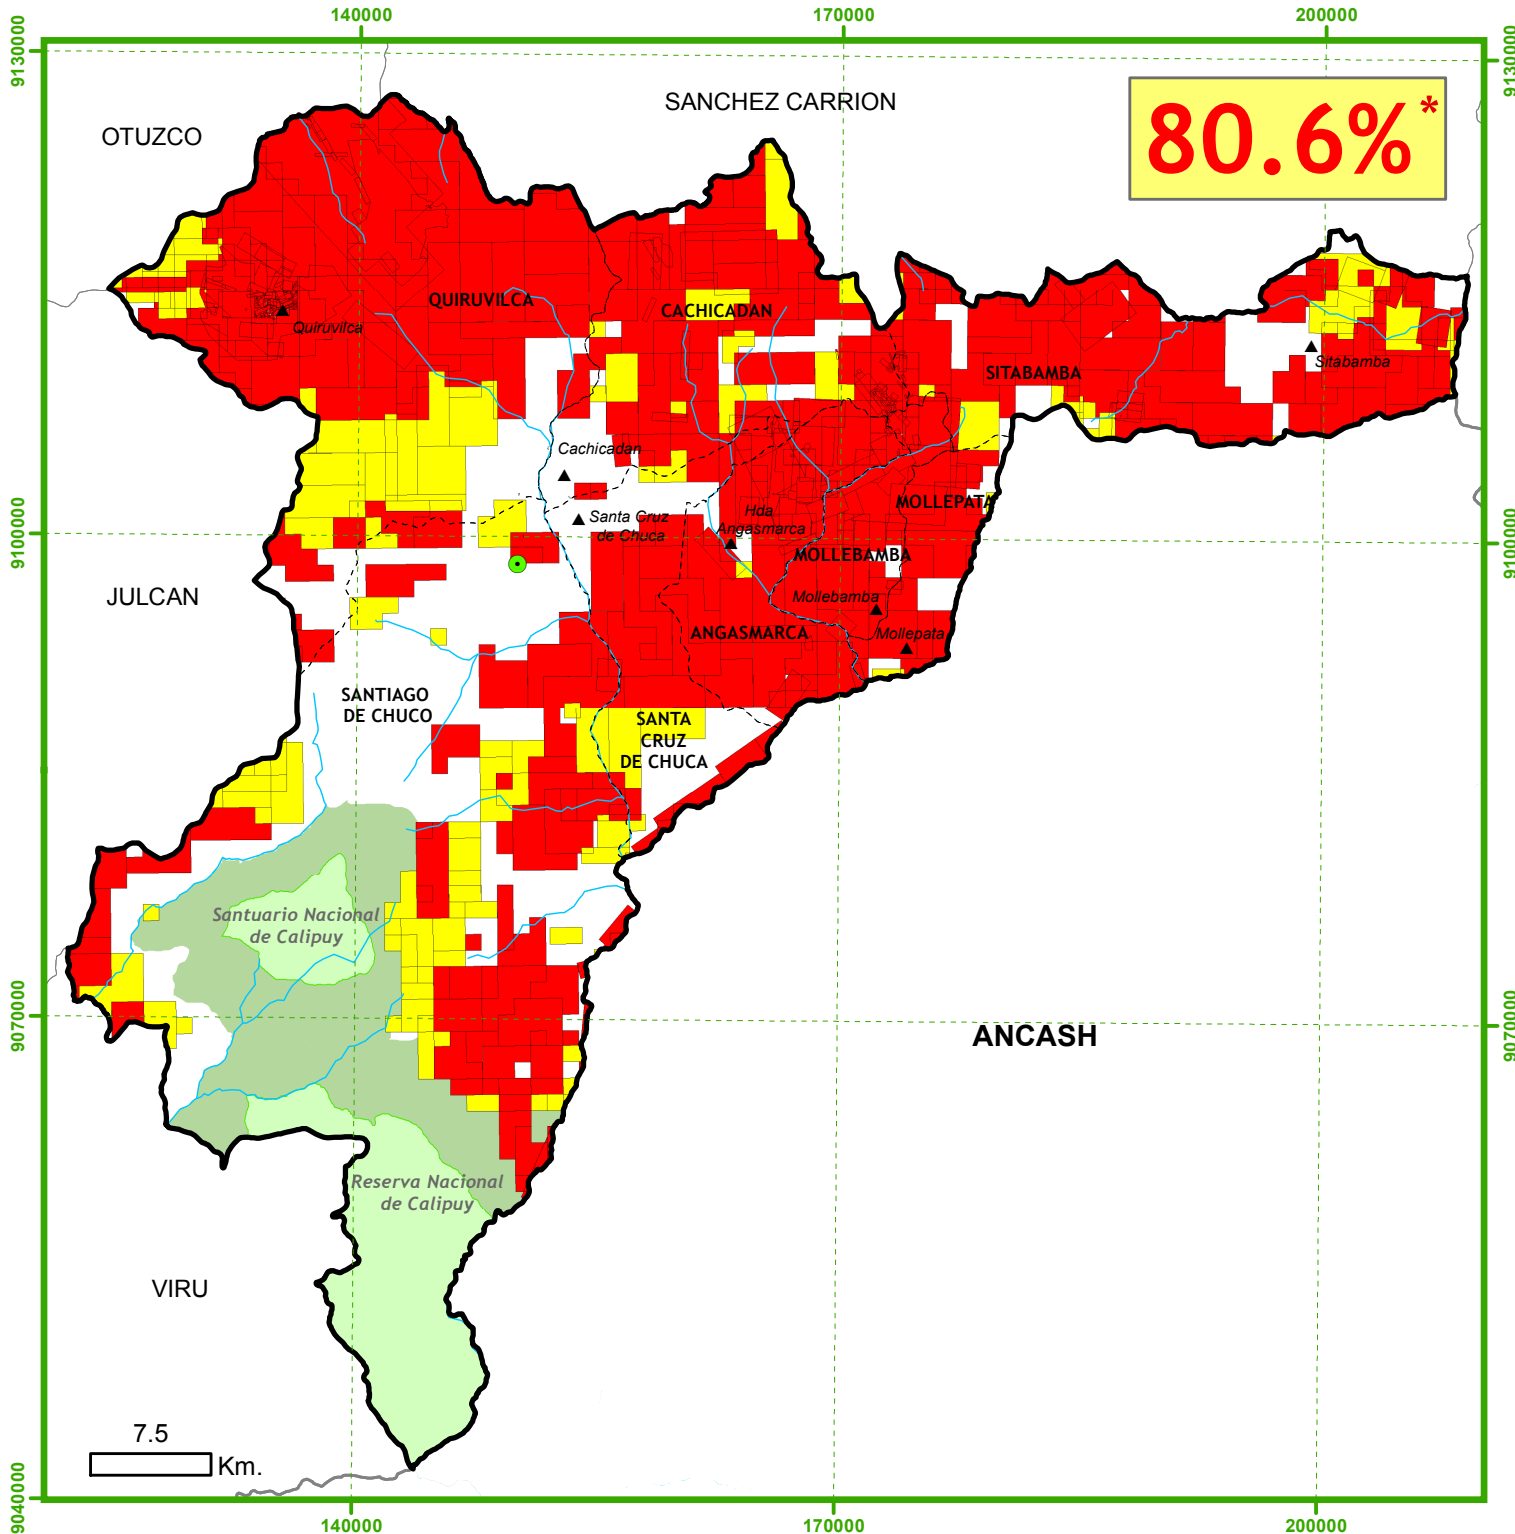 140000
170000
200000
9130000
9130000
SANCHEZ CARRION
OTUZCO
80.6%*
QUIRUVILCA
CACHICADAN
Quiruvilca
SITABAMBA
Sitabamba
Cachicadan
MOLLEPATA
Santa Cruz
de Chuca
Hda
Angasmarca
9100000
9100000
MOLLEBAMBA
JULCAN
Mollebamba
ANGASMARCA
Mollepata
SANTIAGO
DE CHUCO
SANTA
CRUZ
DE CHUCA
Santuario Nacional
de Calipuy
9070000
9070000
ANCASH
Reserva Nacional
de Calipuy
VIRU
7.5
Km.
9040000
140000
170000
200000